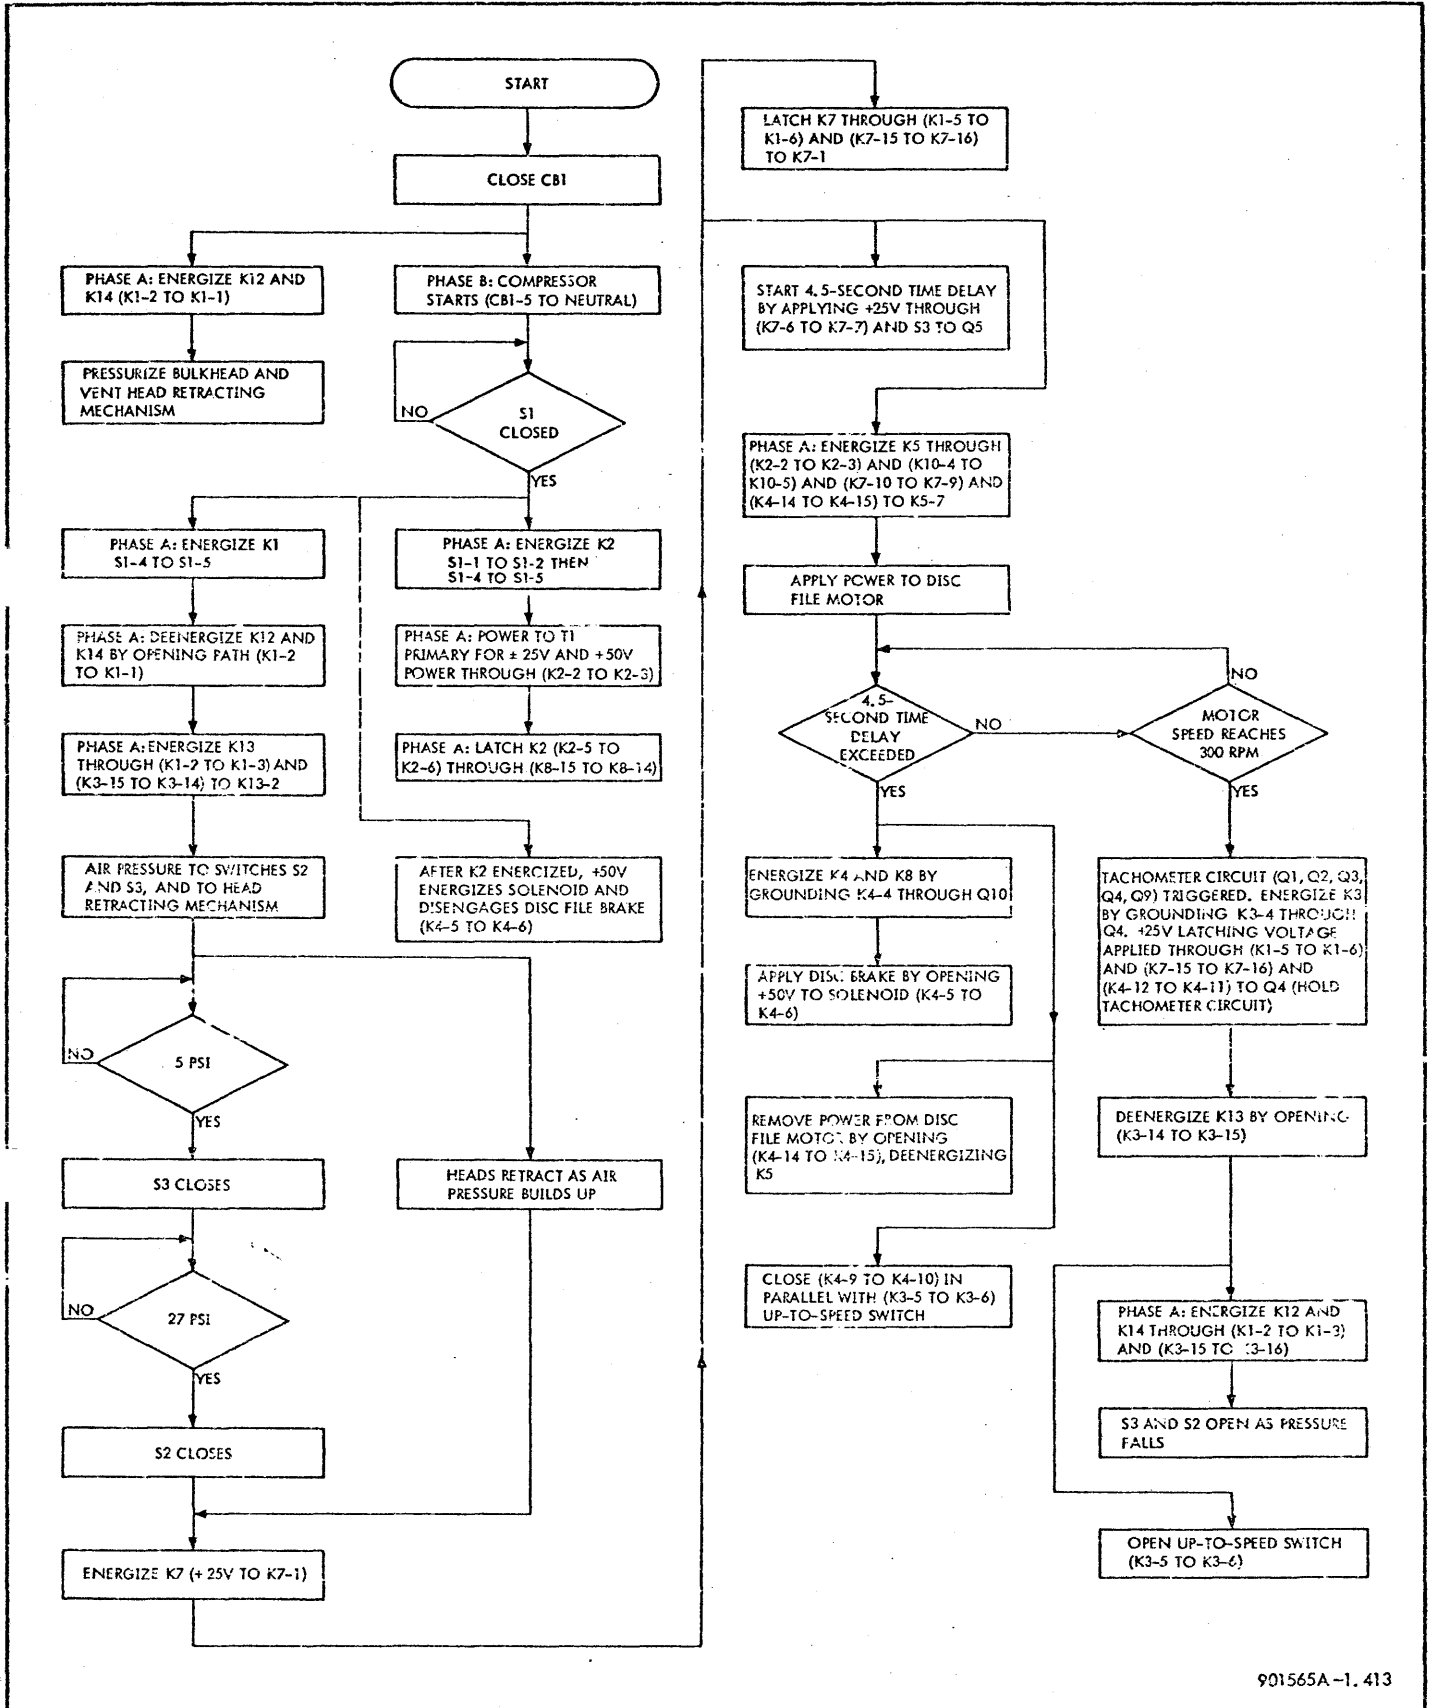 START
CLOSE CB1
PHASE A: ENERGIZE K12 AND
K14 (K1-2 TO K1-1)
PHASE B: COMPRESSOR
STARTS (CB1-5 TO NEUTRAL)
PRESSURIZE BULKHEAD AND
VENT HEAD RETRACTING
MECHANISM
NO
S1
CLOSED
YES
PHASE A: ENERGIZE K1
S1-4 TO S1-5
PHASE A: ENERGIZE K2
S1-1 TO S1-2 THEN
S1-4 TO S1-5
PHASE A: DEENERGIZE K12 AND
K14 BY OPENING PATH (K1-2
TO K1-1)
PHASE A: POWER TO T1
PRIMARY FOR ± 25V AND +50V
POWER THROUGH (K2-2 TO K2-3)
PHASE A: ENERGIZE K13
THROUGH (K1-2 TO K1-3) AND
(K3-15 TO K3-14) TO K13-2
PHASE A: LATCH K2 (K2-5 TO
K2-6) THROUGH (K8-15 TO K8-14)
AIR PRESSURE TO SWITCHES S2
AND S3, AND TO HEAD
RETRACTING MECHANISM
AFTER K2 ENERGIZED, +50V
ENERGIZES SOLENOID AND
DISENGAGES DISC FILE BRAKE
(K4-5 TO K4-6)
NO
5 PSI
YES
S3 CLOSES
HEADS RETRACT AS AIR
PRESSURE BUILDS UP
NO
27 PSI
YES
S2 CLOSES
ENERGIZE K7 (+ 25V TO K7-1)
LATCH K7 THROUGH (K1-5 TO
K1-6) AND (K7-15 TO K7-16)
TO K7-1
START 4.5-SECOND TIME DELAY
BY APPLYING +25V THROUGH
(K7-6 TO K7-7) AND S3 TO Q5
PHASE A: ENERGIZE K5 THROUGH
(K2-2 TO K2-3) AND (K10-4 TO
K10-5) AND (K7-10 TO K7-9) AND
(K4-14 TO K4-15) TO K5-7
APPLY POWER TO DISC
FILE MOTOR
4.5-
SECOND TIME
DELAY
EXCEEDED
NO
YES
NO
MOTOR
SPEED REACHES
300 RPM
YES
ENERGIZE K4 AND K8 BY
GROUNDING K4-4 THROUGH Q10
APPLY DISC BRAKE BY OPENING
+50V TO SOLENOID (K4-5 TO
K4-6)
REMOVE POWER FROM DISC
FILE MOTOR BY OPENING
(K4-14 TO K4-15), DEENERGIZING
K5
CLOSE (K4-9 TO K4-10) IN
PARALLEL WITH (K3-5 TO K3-6)
UP-TO-SPEED SWITCH
TACHOMETER CIRCUIT (Q1, Q2, Q3,
Q4, Q9) TRIGGERED. ENERGIZE K3
BY GROUNDING K3-4 THROUGH
Q4. +25V LATCHING VOLTAGE
APPLIED THROUGH (K1-5 TO K1-6)
AND (K7-15 TO K7-16) AND
(K4-12 TO K4-11) TO Q4 (HOLD
TACHOMETER CIRCUIT)
DEENERGIZE K13 BY OPENING
(K3-14 TO K3-15)
PHASE A: ENERGIZE K12 AND
K14 THROUGH (K1-2 TO K1-3)
AND (K3-15 TO K3-16)
S3 AND S2 OPEN AS PRESSURE
FALLS
OPEN UP-TO-SPEED SWITCH
(K3-5 TO K3-6)
901565A-1.413